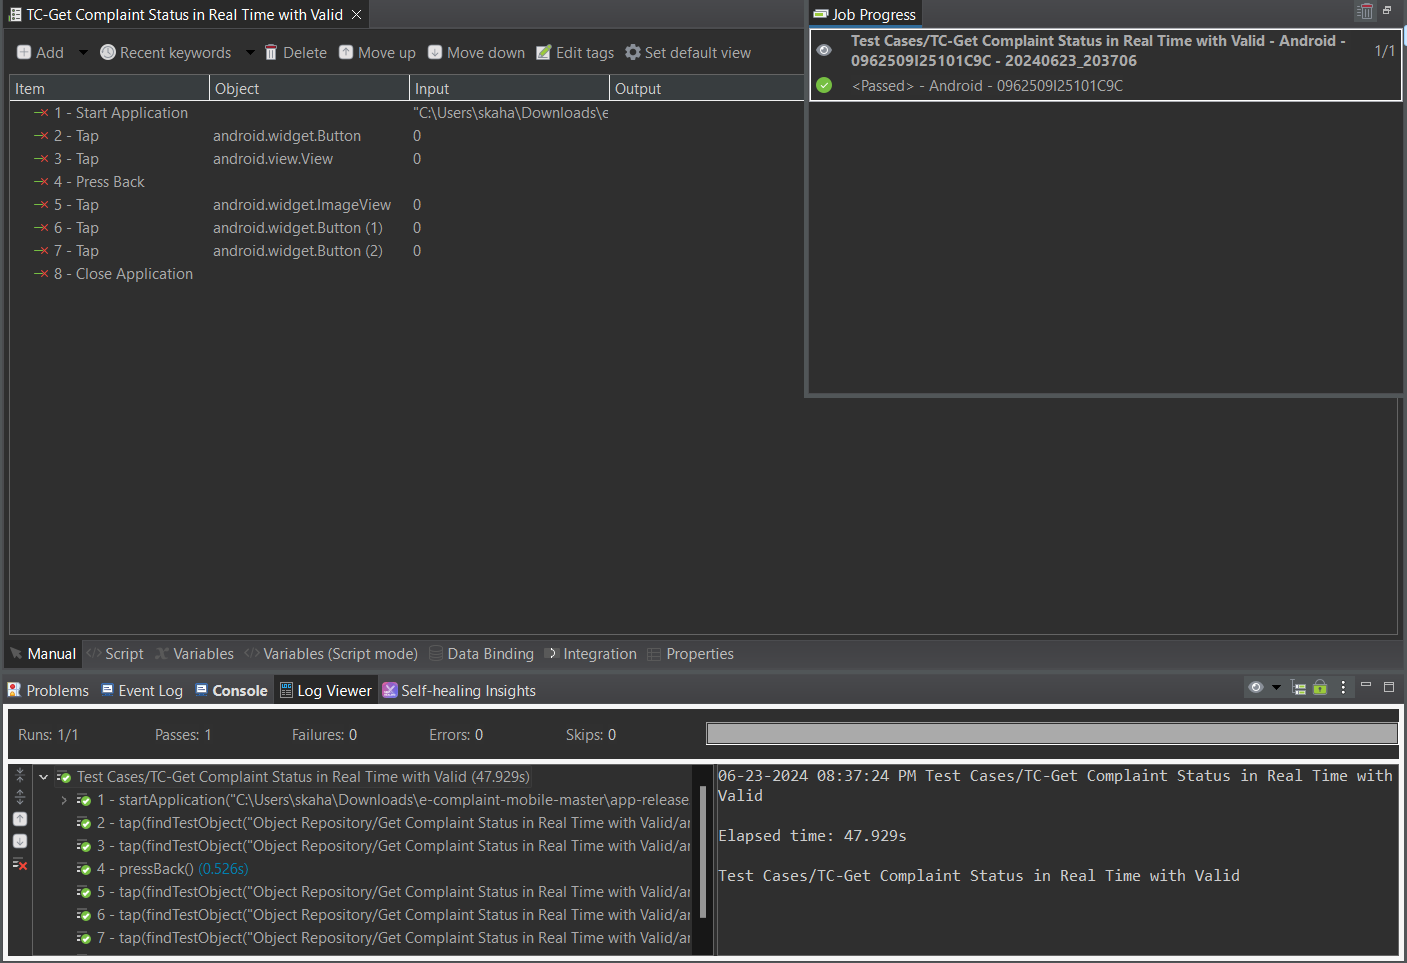 TC-Get Complaint Status in Real Time with Valid
Job Progress
Add Recent keywords Delete Move up Move down Edit tags Set default view
Test Cases/TC-Get Complaint Status in Real Time with Valid - Android -
0962509I25101C9C - 20240623_203706
1/1
<Passed> - Android - 0962509I25101C9C
Item Object Input Output
1 - Start Application "C:\Users\skaha\Downloads\e
2 - Tap android.widget.Button 0
3 - Tap android.view.View 0
4 - Press Back
5 - Tap android.widget.ImageView 0
6 - Tap android.widget.Button (1) 0
7 - Tap android.widget.Button (2) 0
8 - Close Application
Manual Script Variables Variables (Script mode) Data Binding Integration Properties
Problems Event Log Console Log Viewer Self-healing Insights
Runs: 1/1 Passes: 1 Failures: 0 Errors: 0 Skips: 0
Test Cases/TC-Get Complaint Status in Real Time with Valid (47.929s)
1 - startApplication("C:\Users\skaha\Downloads\e-complaint-mobile-master\app-release
2 - tap(findTestObject("Object Repository/Get Complaint Status in Real Time with Valid/ar
3 - tap(findTestObject("Object Repository/Get Complaint Status in Real Time with Valid/ar
4 - pressBack() (0.526s)
5 - tap(findTestObject("Object Repository/Get Complaint Status in Real Time with Valid/ar
6 - tap(findTestObject("Object Repository/Get Complaint Status in Real Time with Valid/ar
7 - tap(findTestObject("Object Repository/Get Complaint Status in Real Time with Valid/ar
06-23-2024 08:37:24 PM Test Cases/TC-Get Complaint Status in Real Time with
Valid
Elapsed time: 47.929s
Test Cases/TC-Get Complaint Status in Real Time with Valid